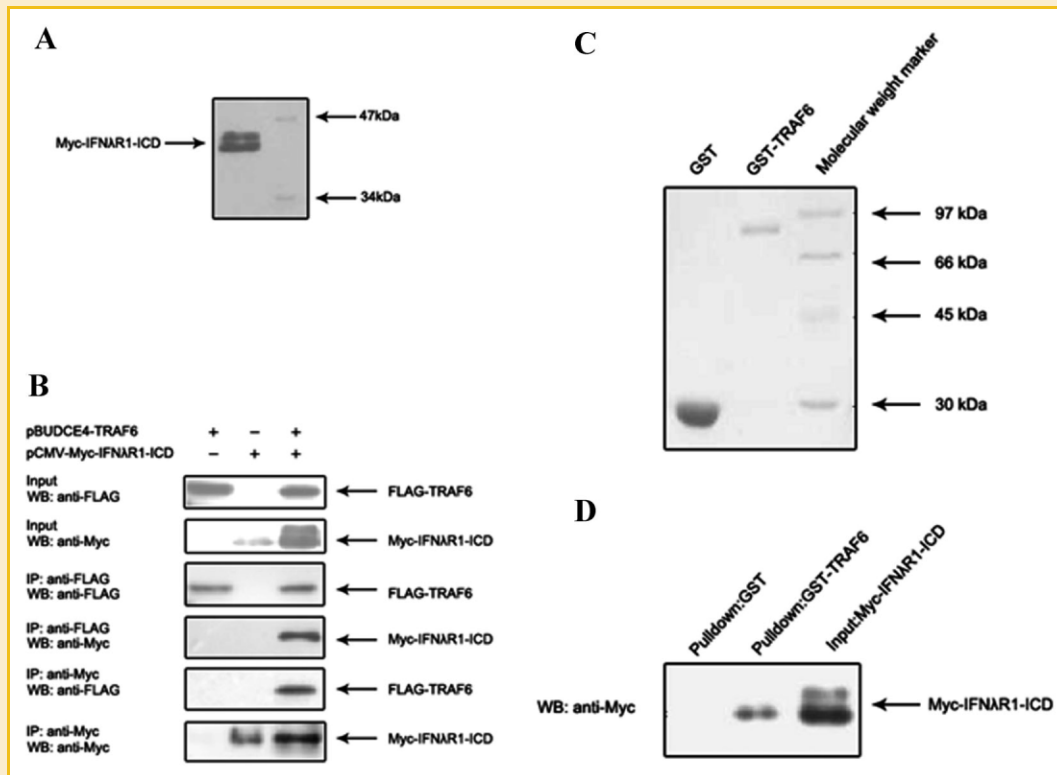 A
Myc-IFNλR1-ICD
47kDa
34kDa
B
pBUDCE4-TRAF6 + – +
pCMV-Myc-IFNλR1-ICD – + +
Input
WB: anti-FLAG
FLAG-TRAF6
Input
WB: anti-Myc
Myc-IFNλR1-ICD
IP: anti-FLAG
WB: anti-FLAG
FLAG-TRAF6
IP: anti-FLAG
WB: anti-Myc
Myc-IFNλR1-ICD
IP: anti-Myc
WB: anti-FLAG
FLAG-TRAF6
IP: anti-Myc
WB: anti-Myc
Myc-IFNλR1-ICD
C
GST
GST-TRAF6
Molecular weight marker
97 kDa
66 kDa
45 kDa
30 kDa
D
Pulldown:GST
Pulldown:GST-TRAF6
Input:Myc-IFNλR1-ICD
WB: anti-Myc
Myc-IFNλR1-ICD